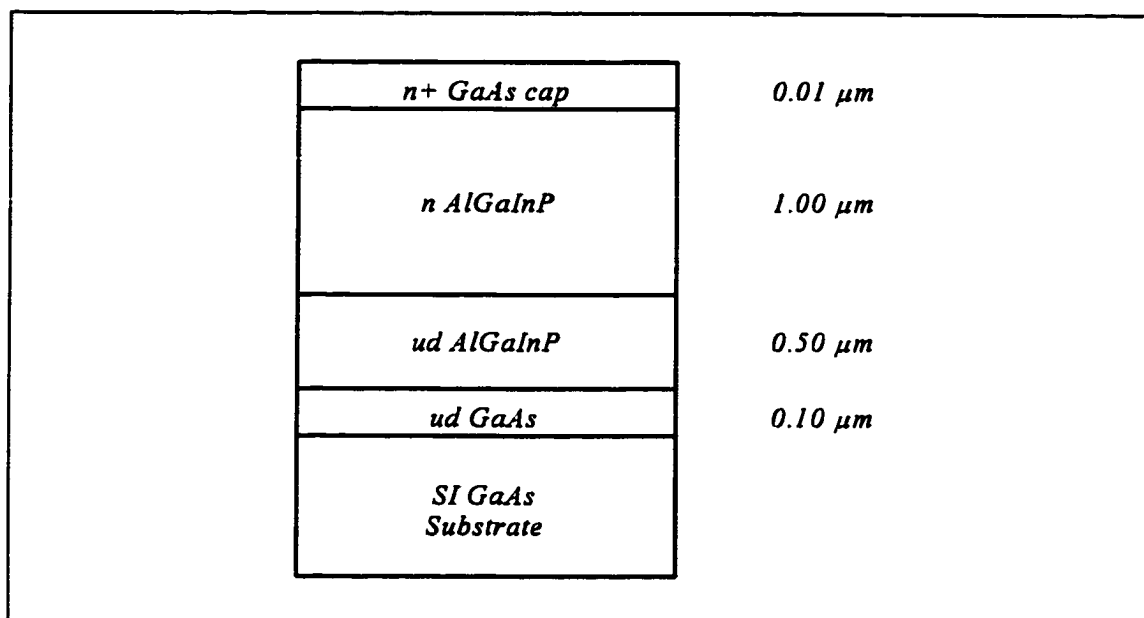 n+ GaAs cap 0.01 μm
n AlGaInP 1.00 μm
ud AlGaInP 0.50 μm
ud GaAs 0.10 μm
SI GaAs
Substrate